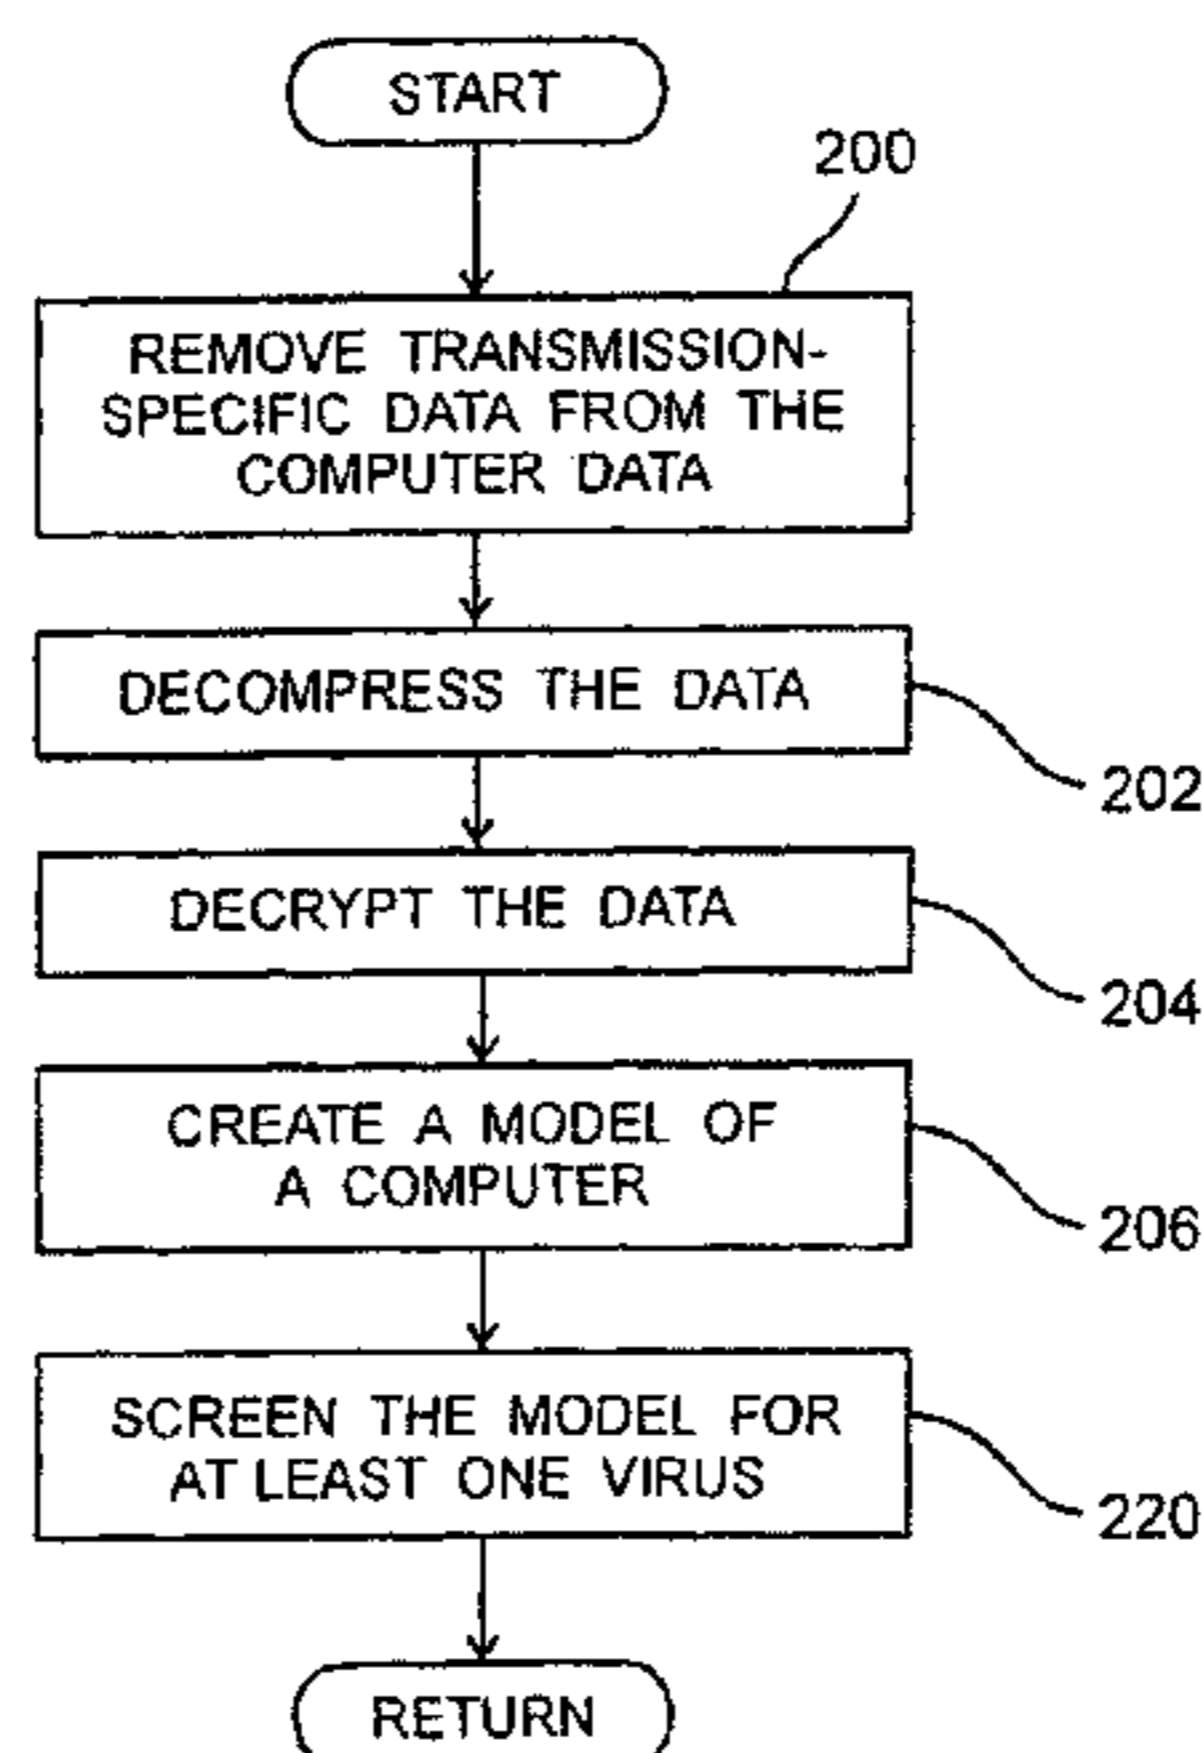 START
200
REMOVE TRANSMISSION-
SPECIFIC DATA FROM THE
COMPUTER DATA
DECOMPRESS THE DATA
202
DECRYPT THE DATA
204
CREATE A MODEL OF
A COMPUTER
206
SCREEN THE MODEL FOR
AT LEAST ONE VIRUS
220
RETURN